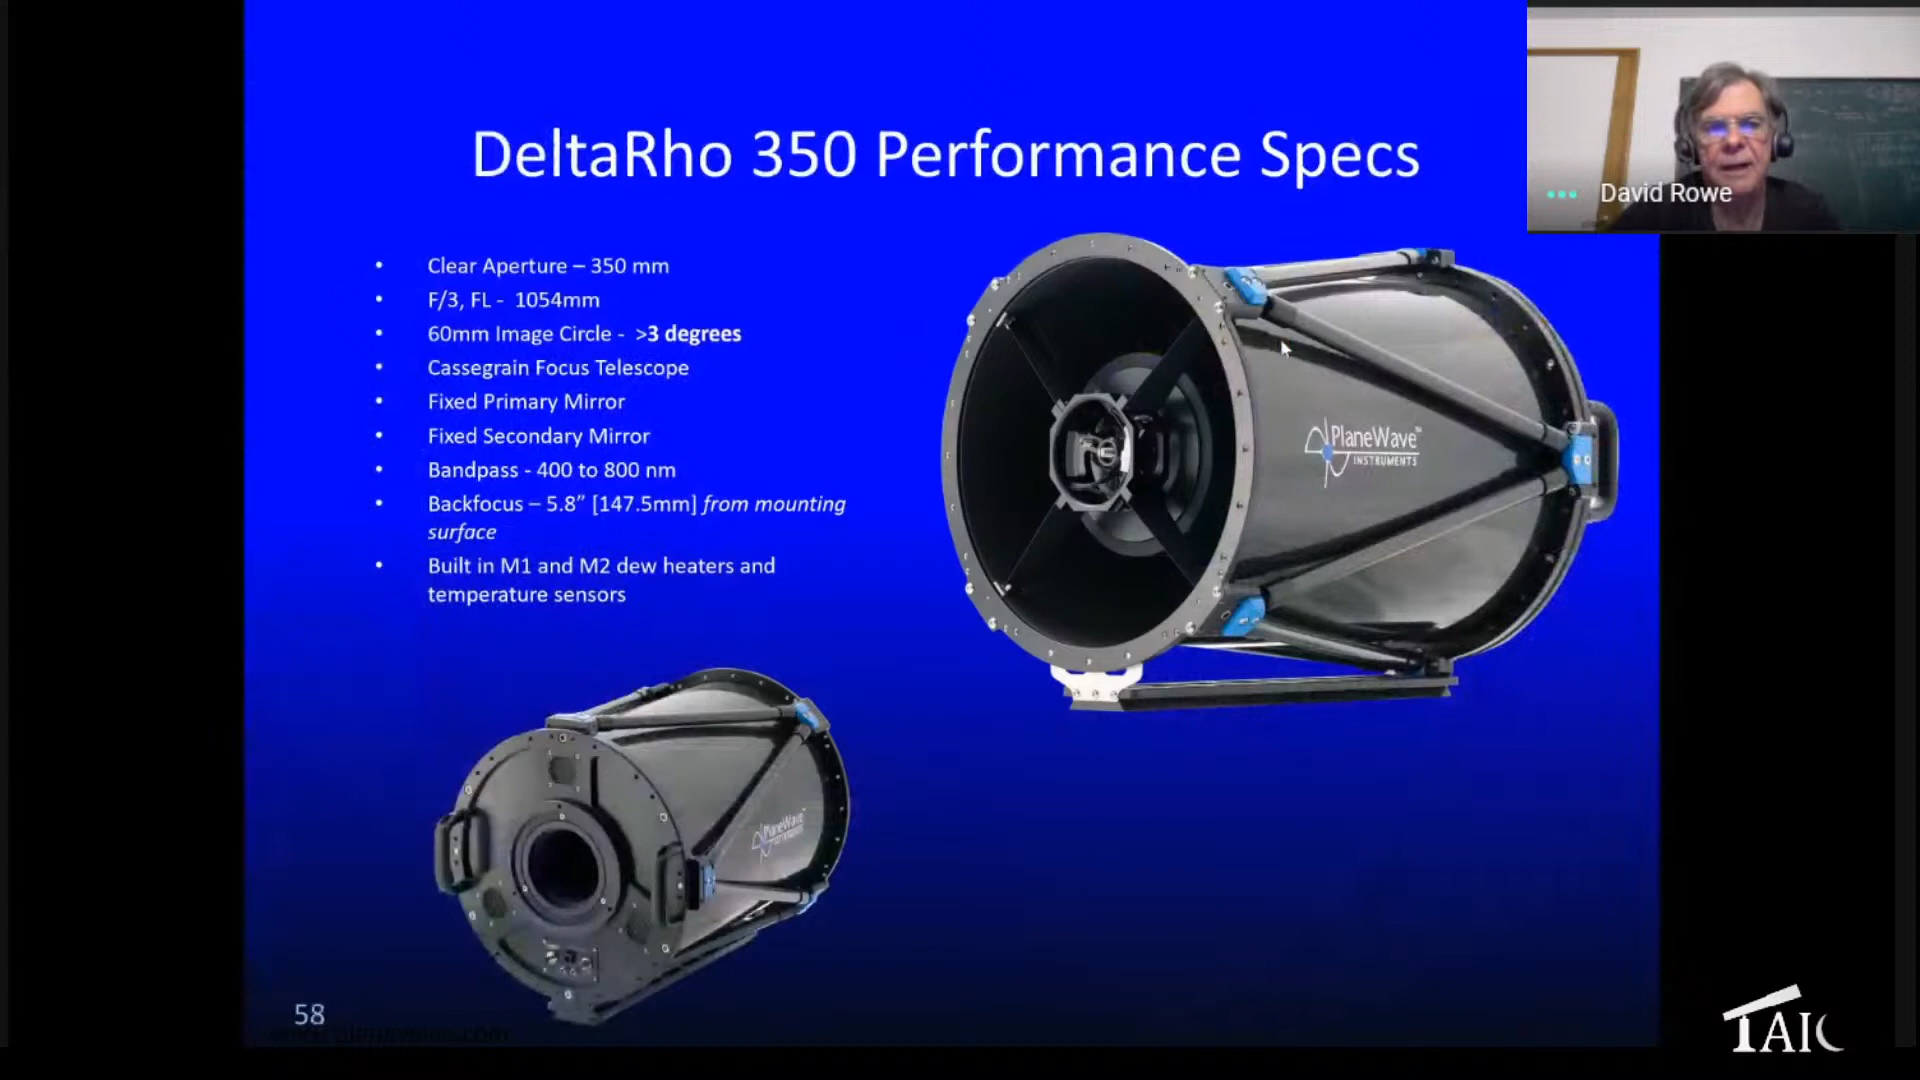 DeltaRho 350 Performance Specs
David Rowe
• Clear Aperture – 350 mm
• F/3, FL - 1054mm
• 60mm Image Circle - >3 degrees
• Cassegrain Focus Telescope
• Fixed Primary Mirror
• Fixed Secondary Mirror
• Bandpass - 400 to 800 nm
• Backfocus – 5.8” [147.5mm] from mounting
surface
• Built in M1 and M2 dew heaters and
temperature sensors
PlaneWave™
INSTRUMENTS
PlaneWave
INSTRUMENTS
58
TAIC